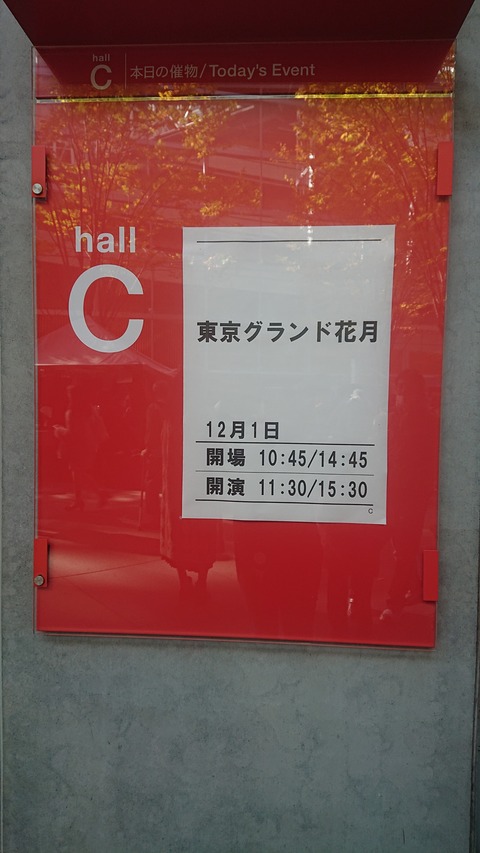 hall
C
本日の催物/Today's Event
hall
C
東京グランド花月
12月1日
開場 10:45/14:45
開演 11:30/15:30
C